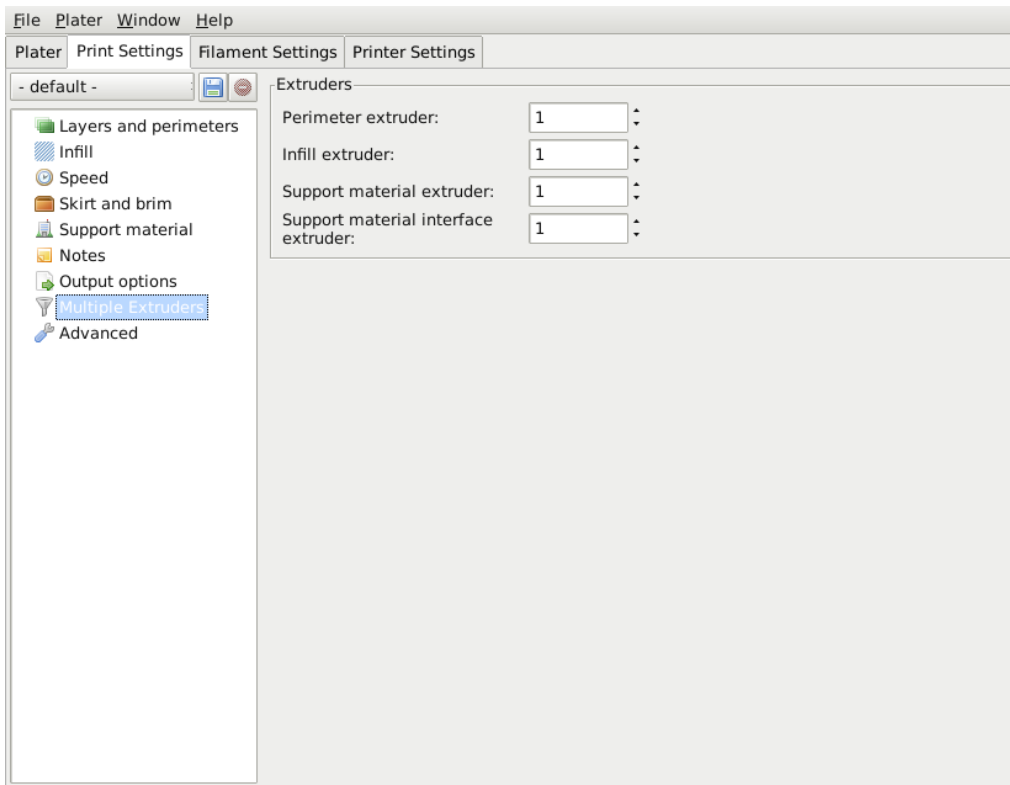 File Plater Window Help
Plater Print Settings Filament Settings Printer Settings
- default -
Layers and perimeters
Infill
Speed
Skirt and brim
Support material
Notes
Output options
Multiple Extruders
Advanced
Extruders
Perimeter extruder: 1
Infill extruder: 1
Support material extruder: 1
Support material interface
extruder: 1